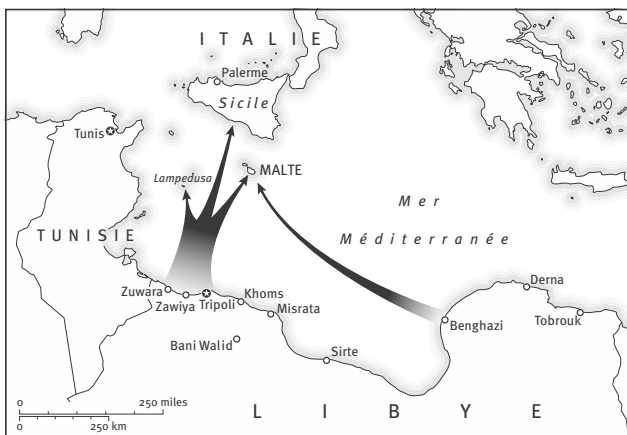 ITALIE
Palerme
Sicile
Tunis
Lampedusa
MALTE
Mer
Méditerranée
TUNISIE
Zuwara
Zawiya
Tripoli
Khoms
Misrata
Bani Walid
Sirte
Benghazi
Derna
Tobrouk
LIBYE
0 250 miles
0 250 km